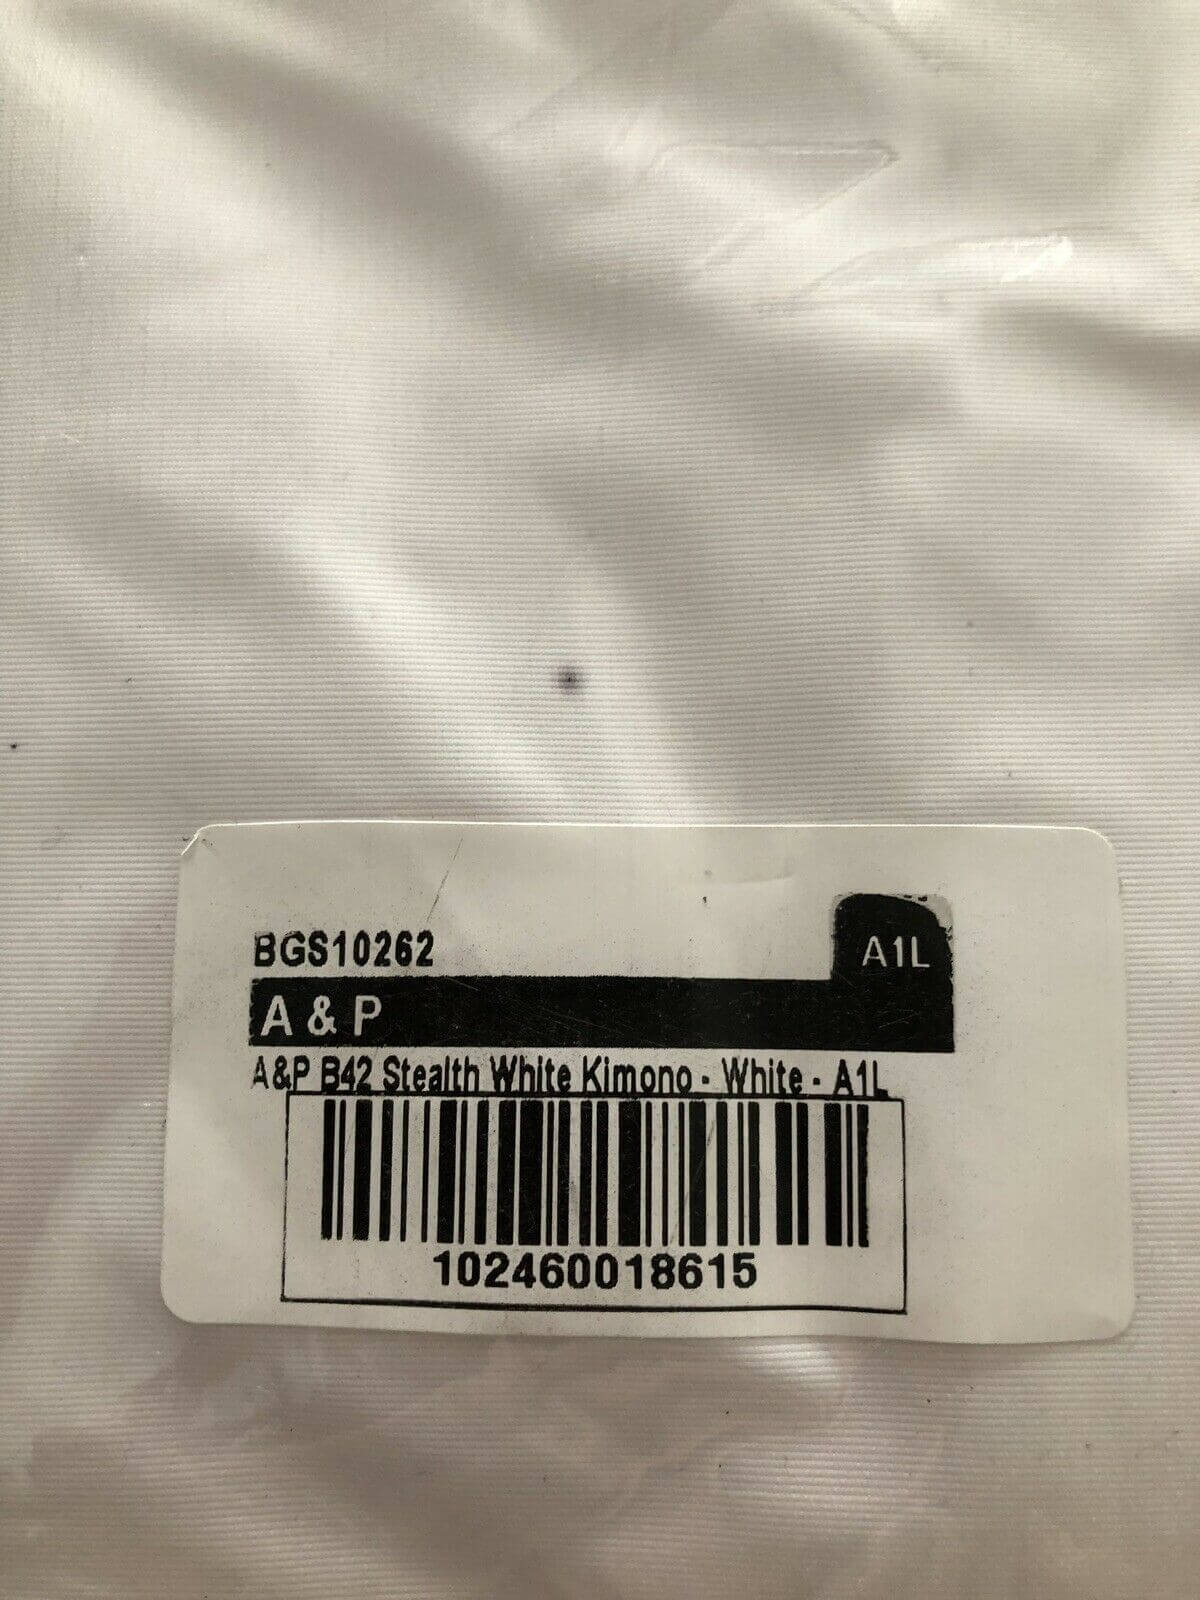 BGS10262
A1L
A & P
A&P B42 Stealth White Kimono - White - A1L
102460018615